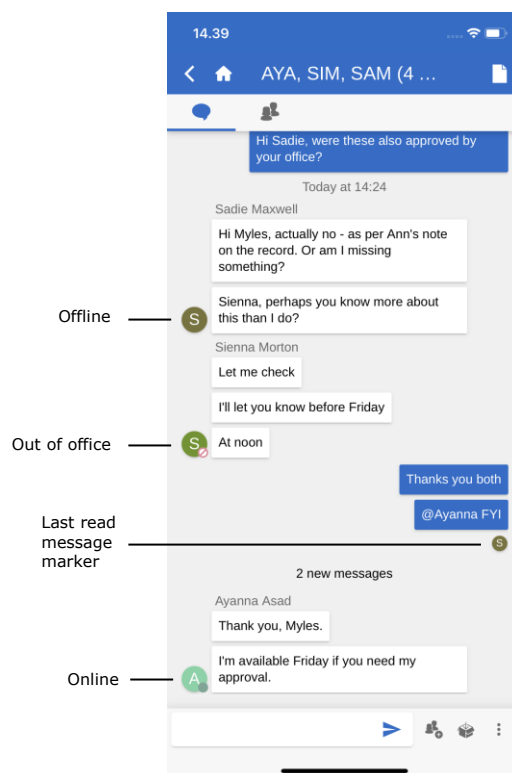 14.39
AYA, SIM, SAM (4 ...
Hi Sadie, were these also approved by
your office?
Today at 14:24
Sadie Maxwell
Hi Myles, actually no - as per Ann's note
on the record. Or am I missing
something?
Offline
S
Sienna, perhaps you know more about
this than I do?
Sienna Morton
Let me check
I'll let you know before Friday
Out of office
S
At noon
Thanks you both
@Ayanna FYI
Last read
message
marker
S
2 new messages
Ayanna Asad
Thank you, Myles.
Online
A
I'm available Friday if you need my
approval.